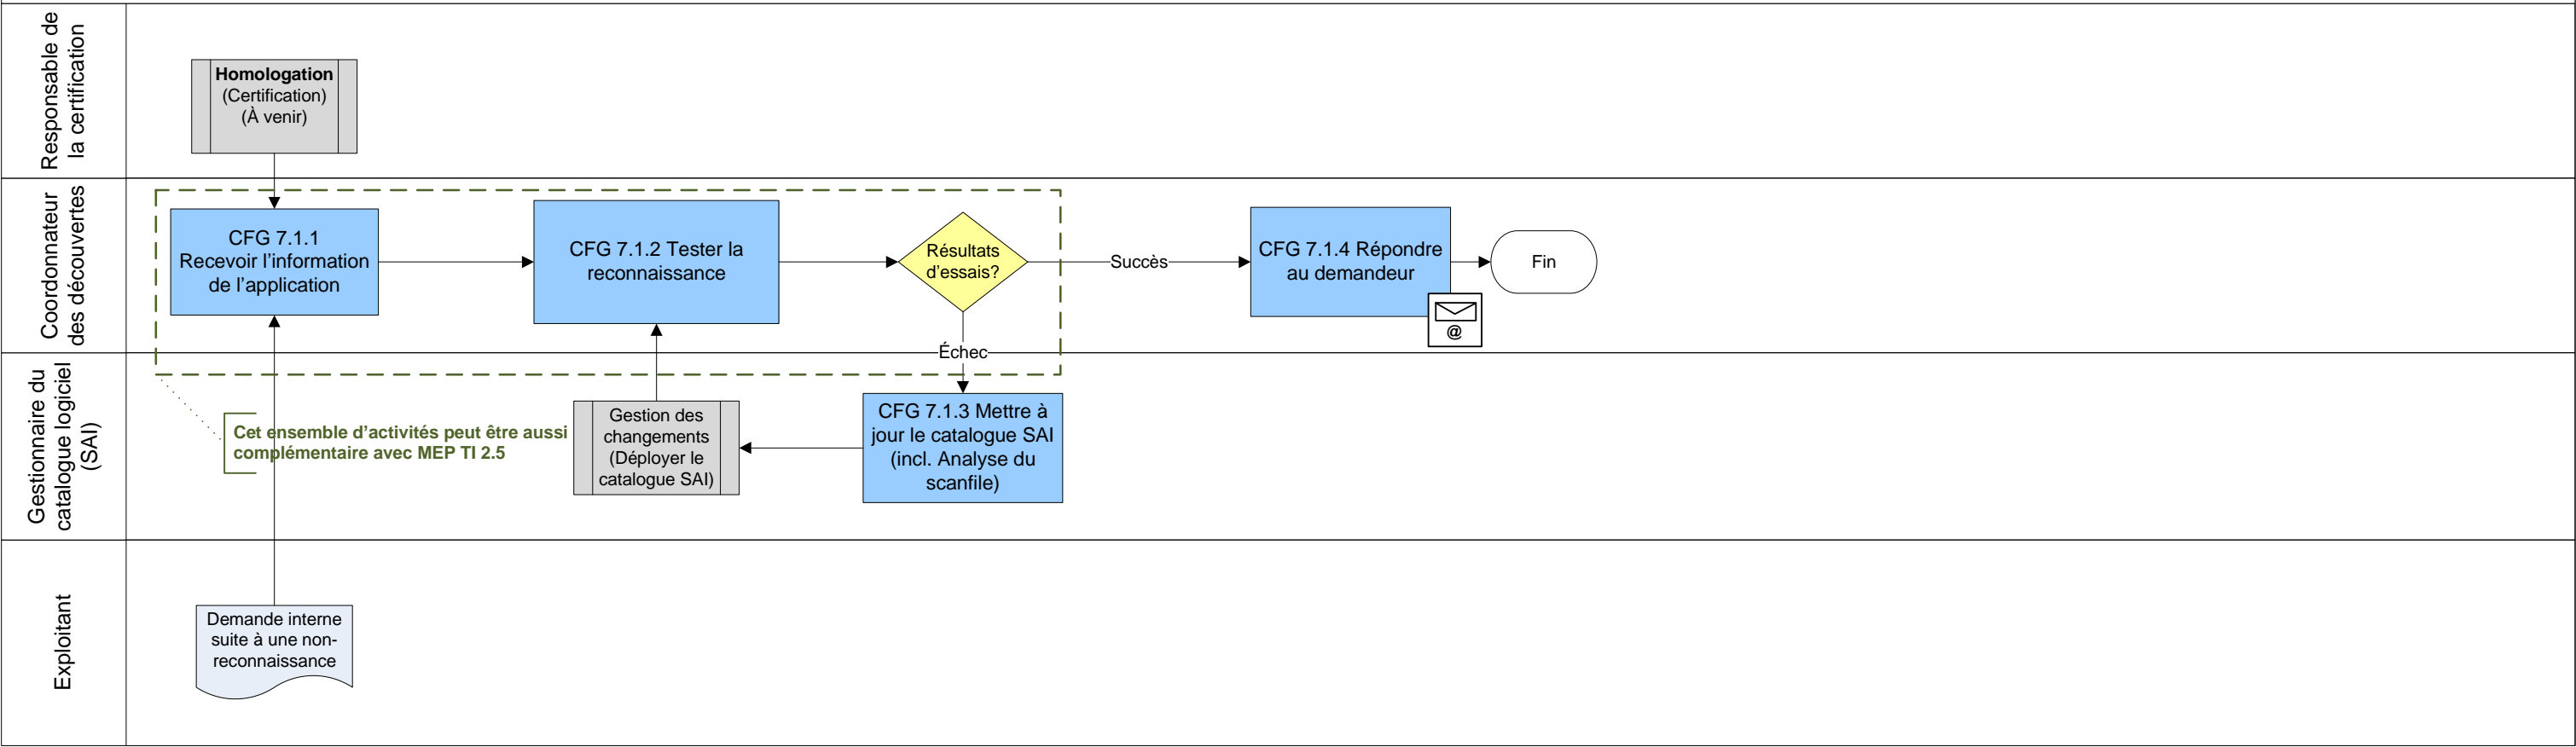 Responsable de
la certification
Homologation
(Certification)
(À venir)
Coordonnateur
des découvertes
CFG 7.1.1
Recevoir l’information
de l’application
CFG 7.1.2 Tester la
reconnaissance
Résultats
d’essais?
Succès
CFG 7.1.4 Répondre
au demandeur
@
Fin
Échec
Gestionnaire du
catalogue logiciel
(SAI)
Cet ensemble d’activités peut être aussi
complémentaire avec MEP TI 2.5
Gestion des
changements
(Déployer le
catalogue SAI)
CFG 7.1.3 Mettre à
jour le catalogue SAI
(incl. Analyse du
scanfile)
Exploitant
Demande interne
suite à une non-
reconnaissance